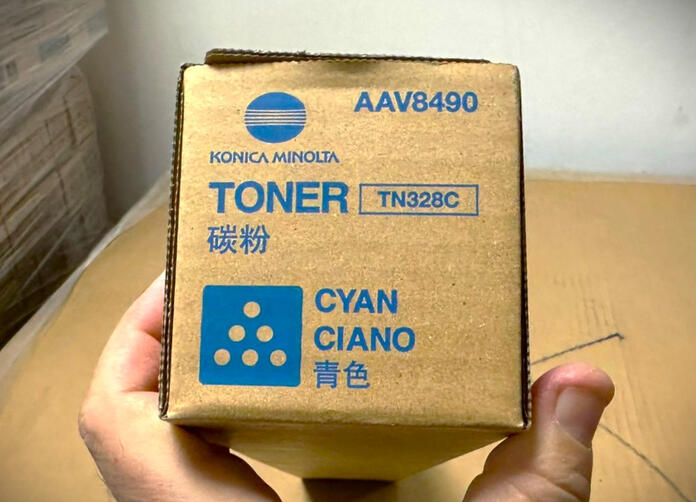 AAV8490
KONICA MINOLTA
TONER TN328C
碳粉
CYAN
CIANO
青色